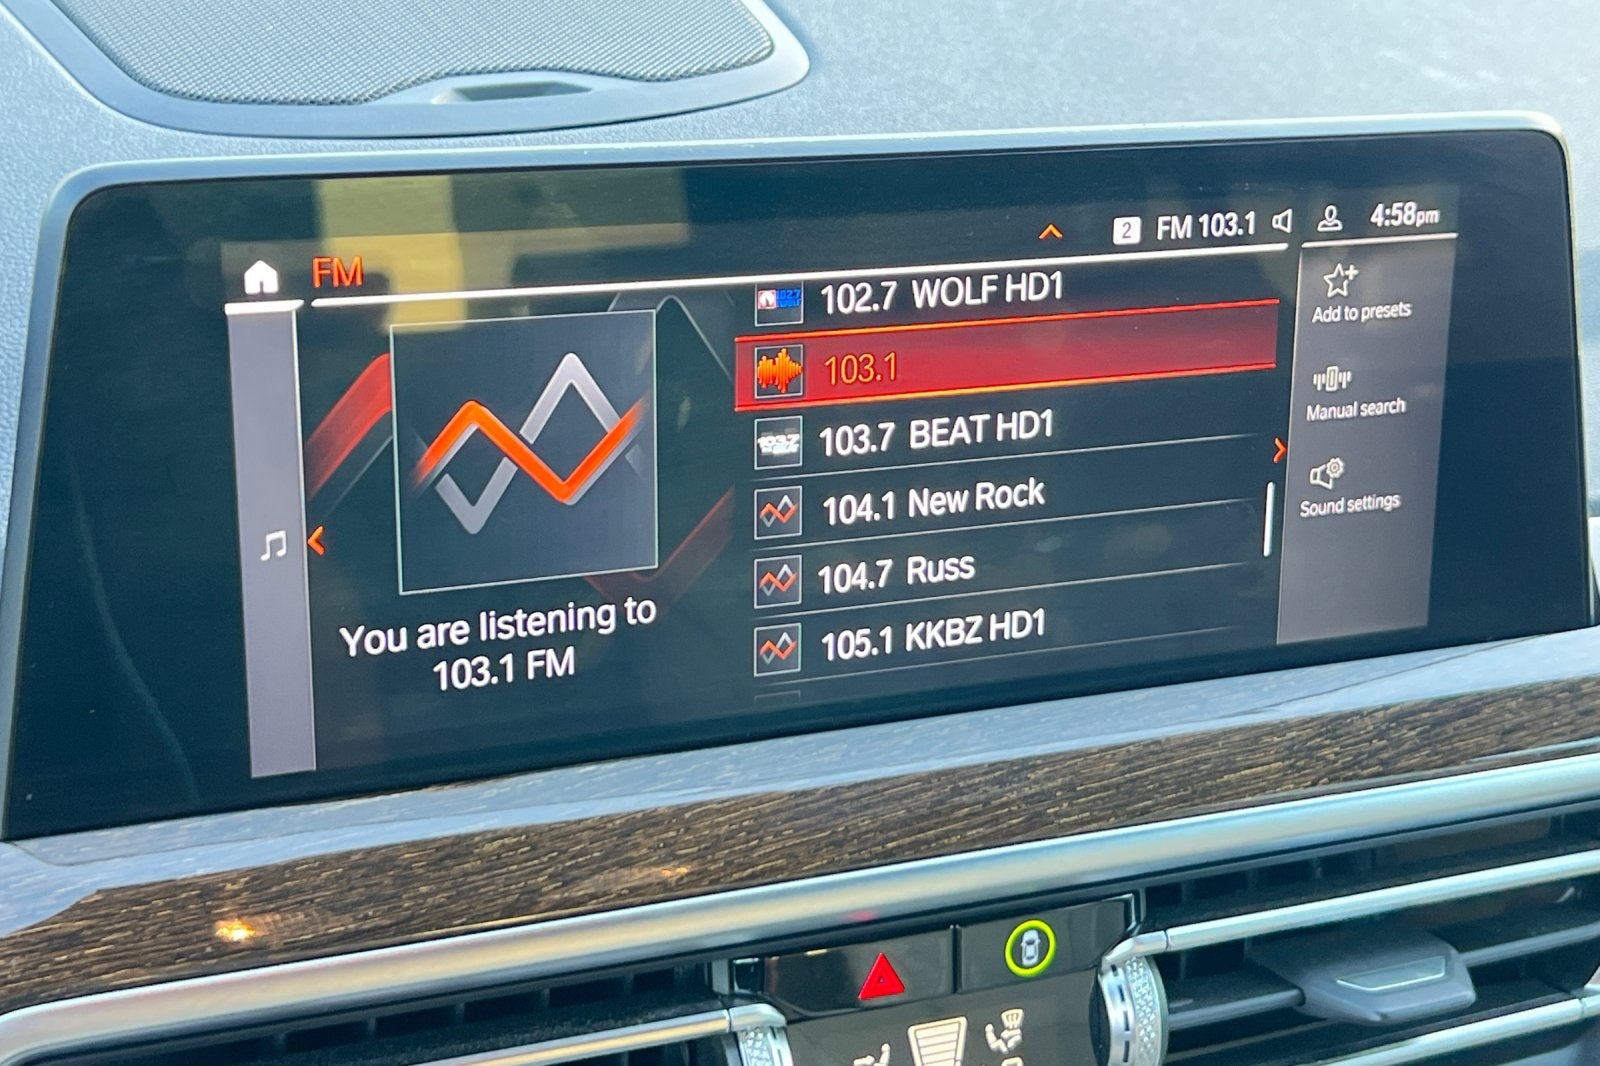 2 FM 103.1 4:58pm
FM
102.7 WOLF HD1
103.1
103.7 BEAT HD1
104.1 New Rock
104.7 Russ
105.1 KKBZ HD1
You are listening to
103.1 FM
Add to presets
Manual search
Sound settings